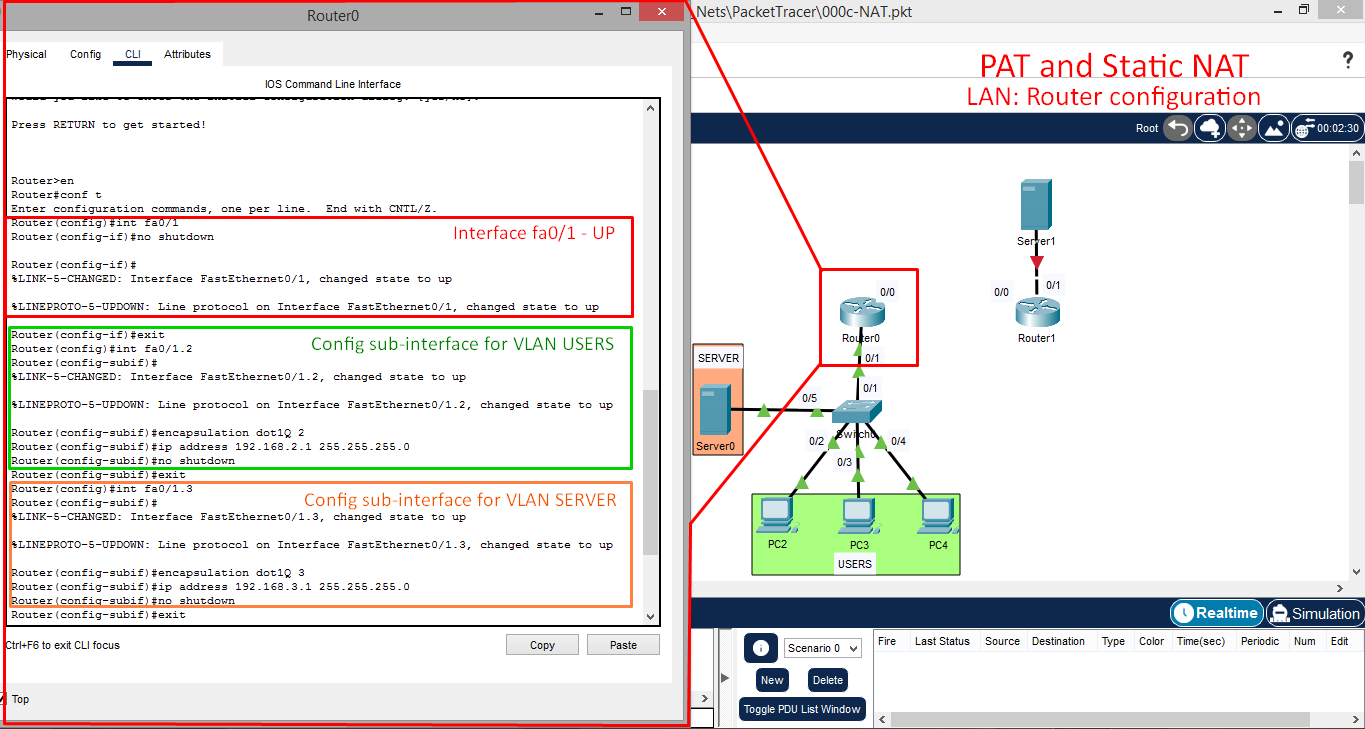 Router0
Nets\PacketTracer\000c-NAT.pkt
Physical Config CLI Attributes
IOS Command Line Interface
Press RETURN to get started!
Router>en
Router#conf t
Enter configuration commands, one per line. End with CNTL/Z.
Router(config)#int fa0/1
Router(config-if)#no shutdown
Interface fa0/1 - UP
Router(config-if)#
%LINK-5-CHANGED: Interface FastEthernet0/1, changed state to up
%LINEPROTO-5-UPDOWN: Line protocol on Interface FastEthernet0/1, changed state to up
Router(config-if)#exit
Config sub-interface for VLAN USERS
Router(config)#int fa0/1.2
Router(config-subif)#
%LINK-5-CHANGED: Interface FastEthernet0/1.2, changed state to up
%LINEPROTO-5-UPDOWN: Line protocol on Interface FastEthernet0/1.2, changed state to up
Router(config-subif)#encapsulation dot1Q 2
Router(config-subif)#ip address 192.168.2.1 255.255.255.0
Router(config-subif)#no shutdown
Router(config-subif)#exit
Router(config)#int fa0/1.3
Config sub-interface for VLAN SERVER
Router(config-subif)#
%LINK-5-CHANGED: Interface FastEthernet0/1.3, changed state to up
%LINEPROTO-5-UPDOWN: Line protocol on Interface FastEthernet0/1.3, changed state to up
Router(config-subif)#encapsulation dot1Q 3
Router(config-subif)#ip address 192.168.3.1 255.255.255.0
Router(config-subif)#no shutdown
Router(config-subif)#exit
Ctrl+F6 to exit CLI focus
Copy Paste
Top
PAT and Static NAT
?
LAN: Router configuration
Root 00:02:30
Server1
0/0
0/0
0/1
Router0
Router1
0/1
SERVER
0/1
0/5
Switch0
Server0
0/2
0/4
0/3
PC2 PC3 PC4
USERS
Realtime Simulation
Scenario 0
New Delete
Toggle PDU List Window
Fire Last Status Source Destination Type Color Time(sec) Periodic Num Edit